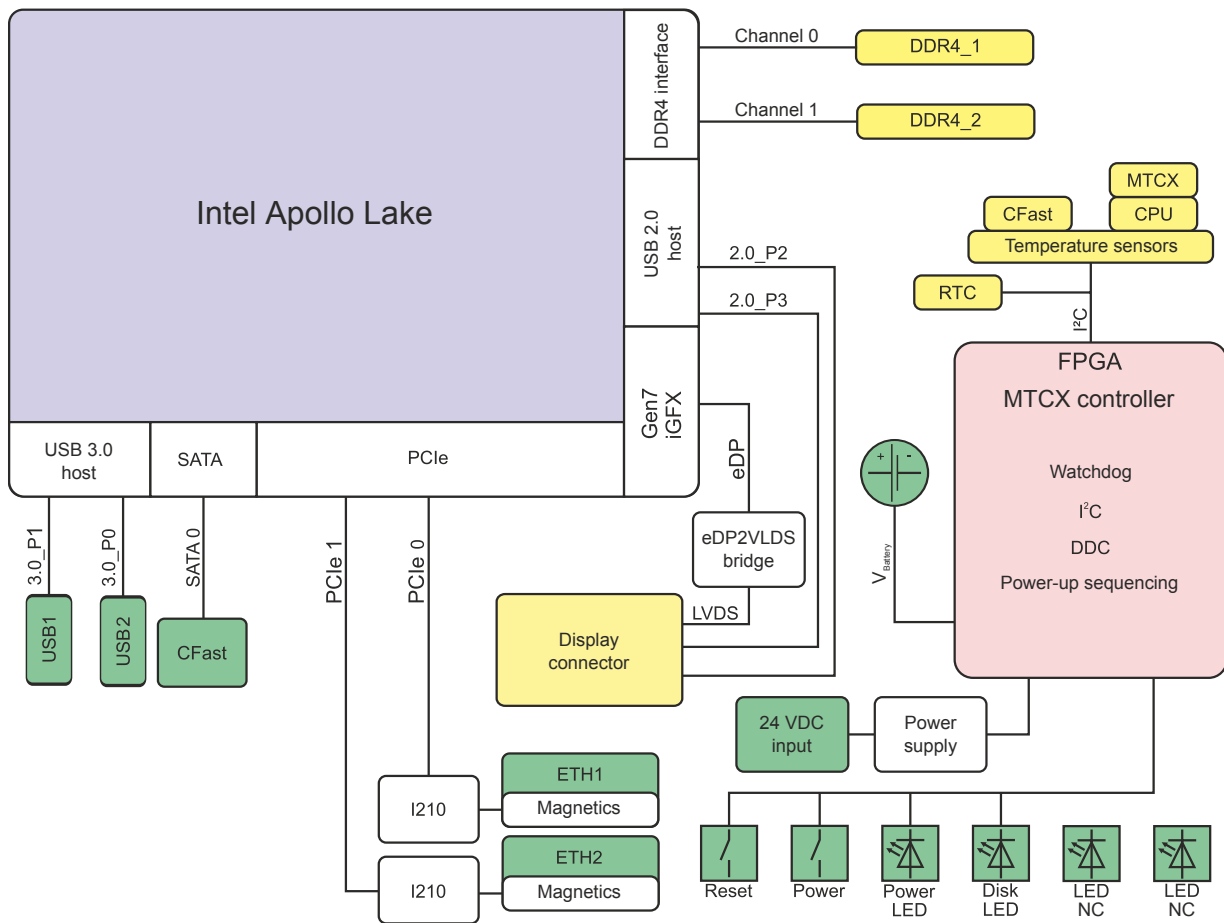 Intel Apollo Lake
DDR4 interface
USB 2.0
host
Gen7
iGFX
USB 3.0
host
SATA
PCIe
Channel 0
DDR4_1
Channel 1
DDR4_2
2.0_P2
2.0_P3
MTCX
CFast
CPU
Temperature sensors
RTC
I²C
FPGA
MTCX controller
Watchdog
I²C
DDC
Power-up sequencing
+ -
V Battery
eDP
eDP2VLDS
bridge
LVDS
Display
connector
3.0_P1
3.0_P0
SATA 0
PCIe 1
PCIe 0
USB1
USB2
CFast
24 VDC
input
Power
supply
I210
ETH1
Magnetics
I210
ETH2
Magnetics
Reset
Power
Power
LED
Disk
LED
LED
NC
LED
NC